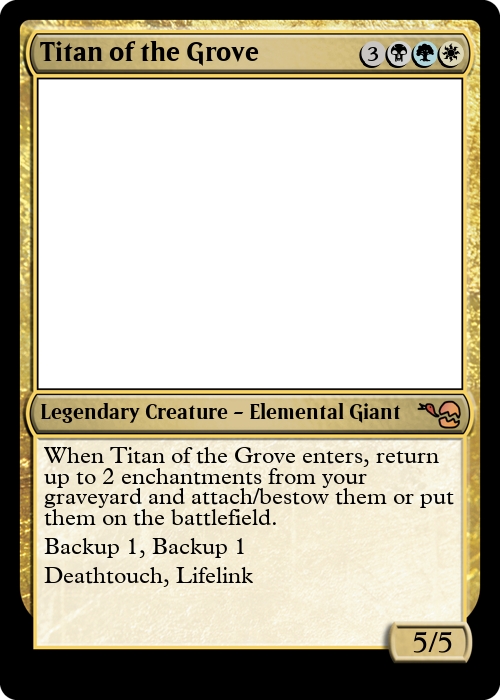 Titan of the Grove 3
Legendary Creature – Elemental Giant
When Titan of the Grove enters, return
up to 2 enchantments from your
graveyard and attach/bestow them or put
them on the battlefield.
Backup 1, Backup 1
Deathtouch, Lifelink
5/5